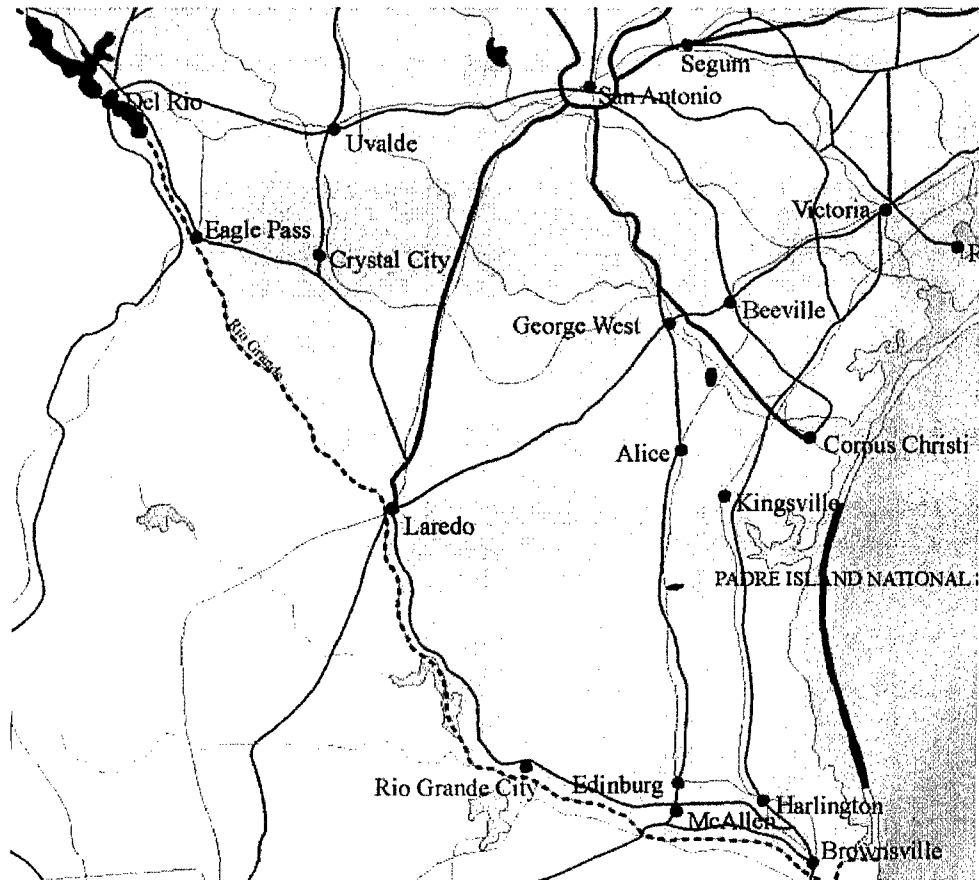 Segum
Del Rio
San Antonio
Uvalde
Victoria
Eagle Pass
R
Crystal City
Beeville
George West
Rio Grande
Corpus Christi
Alice
Kingsville
Laredo
PADRE ISLAND NATIONAL
Rio Grande City
Edinburg
Harlington
McAllen
Brownsville